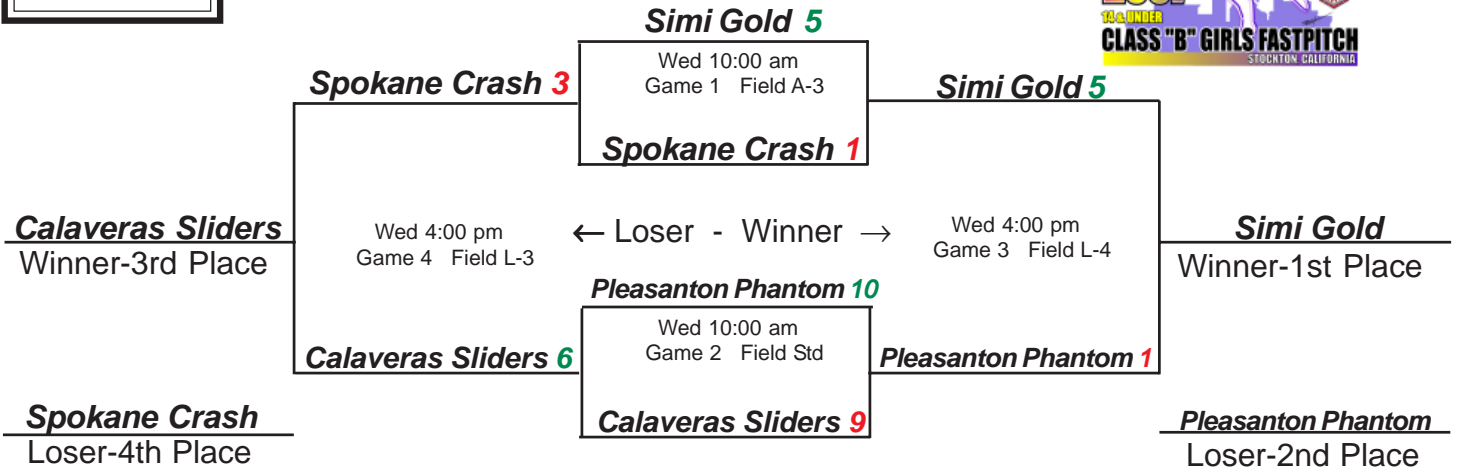 14 & UNDER
CLASS "B" GIRLS FASTPITCH
STOCKTON, CALIFORNIA
Simi Gold 5
Wed 10:00 am
Game 1 Field A-3
Spokane Crash 3
Simi Gold 5
Spokane Crash 1
Calaveras Sliders
Winner-3rd Place
Wed 4:00 pm
Game 4 Field L-3
← Loser - Winner →
Wed 4:00 pm
Game 3 Field L-4
Simi Gold
Winner-1st Place
Pleasanton Phantom 10
Wed 10:00 am
Game 2 Field Std
Calaveras Sliders 6
Pleasanton Phantom 1
Calaveras Sliders 9
Spokane Crash
Loser-4th Place
Pleasanton Phantom
Loser-2nd Place